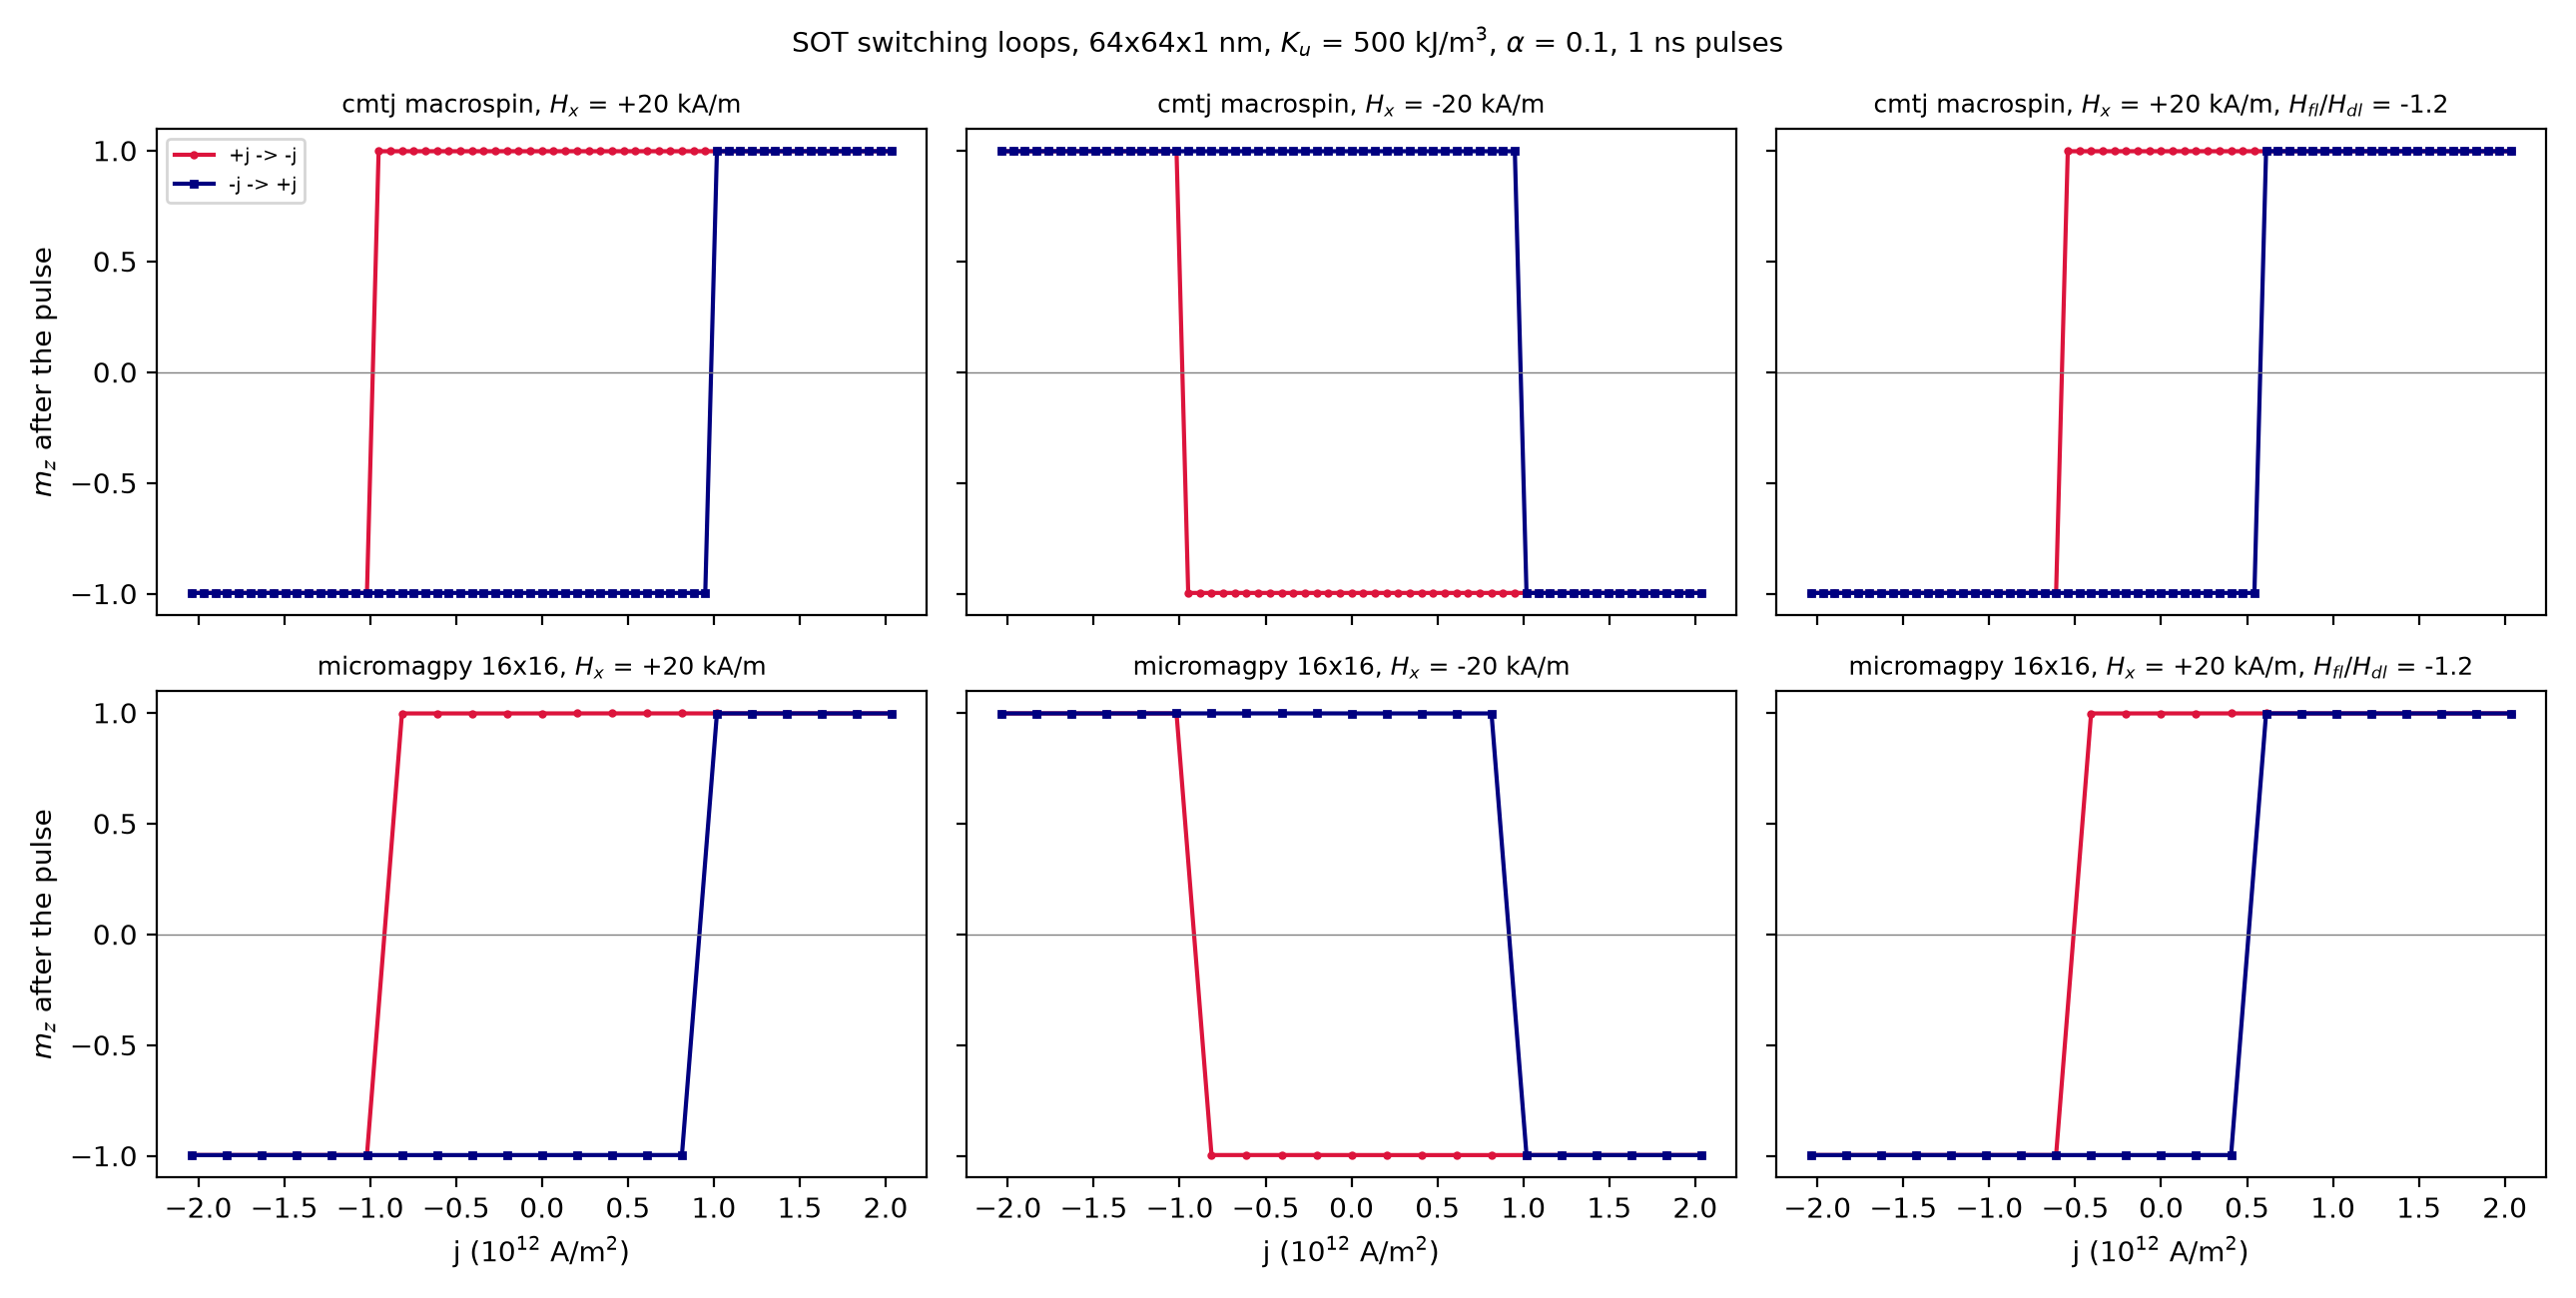 SOT switching loops, 64x64x1 nm, K_u = 500 kJ/m³, α = 0.1, 1 ns pulses
cmtj macrospin, H_x = +20 kA/m
cmtj macrospin, H_x = -20 kA/m
cmtj macrospin, H_x = +20 kA/m, H_fl/H_dl = -1.2
+j -> -j
-j -> +j
m_z after the pulse
1.0
0.5
0.0
−0.5
−1.0
micromagpy 16x16, H_x = +20 kA/m
micromagpy 16x16, H_x = -20 kA/m
micromagpy 16x16, H_x = +20 kA/m, H_fl/H_dl = -1.2
m_z after the pulse
1.0
0.5
0.0
−0.5
−1.0
−2.0 −1.5 −1.0 −0.5 0.0 0.5 1.0 1.5 2.0
−2.0 −1.5 −1.0 −0.5 0.0 0.5 1.0 1.5 2.0
−2.0 −1.5 −1.0 −0.5 0.0 0.5 1.0 1.5 2.0
j (10¹² A/m²)
j (10¹² A/m²)
j (10¹² A/m²)